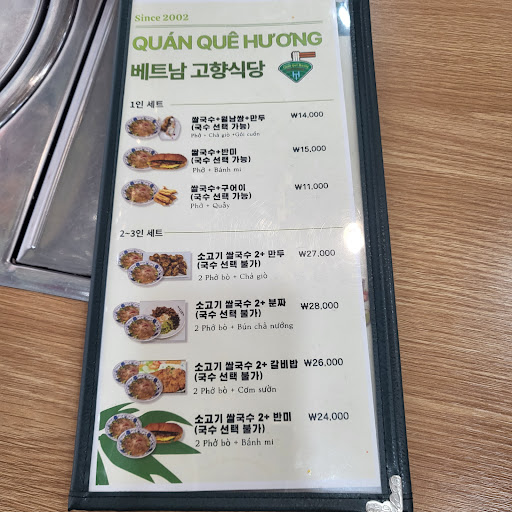 Since 2002
QUÁN QUÊ HƯƠNG
베트남 고향식당
1인 세트
쌀국수+월남쌈+만두
(국수 선택 가능)
Phở + Chả giò +Gỏi cuốn
₩14,000
쌀국수+반미
(국수 선택 가능)
Phở + Bánh mì
₩15,000
쌀국수+구어이
(국수 선택 가능)
Phở + Quẩy
₩11,000
2-3인 세트
소고기 쌀국수 2+ 만두
(국수 선택 불가)
2 Phở bò + Chả giò
₩27,000
소고기 쌀국수 2+ 분짜
(국수 선택 불가)
2 Phở bò + Bún chả nướng
₩28,000
소고기 쌀국수 2+ 갈비밥
(국수 선택 불가)
2 Phở bò + Cơm sườn
₩26,000
소고기 쌀국수 2+ 반미
(국수 선택 불가)
2 Phở bò + Bánh mì
₩24,000